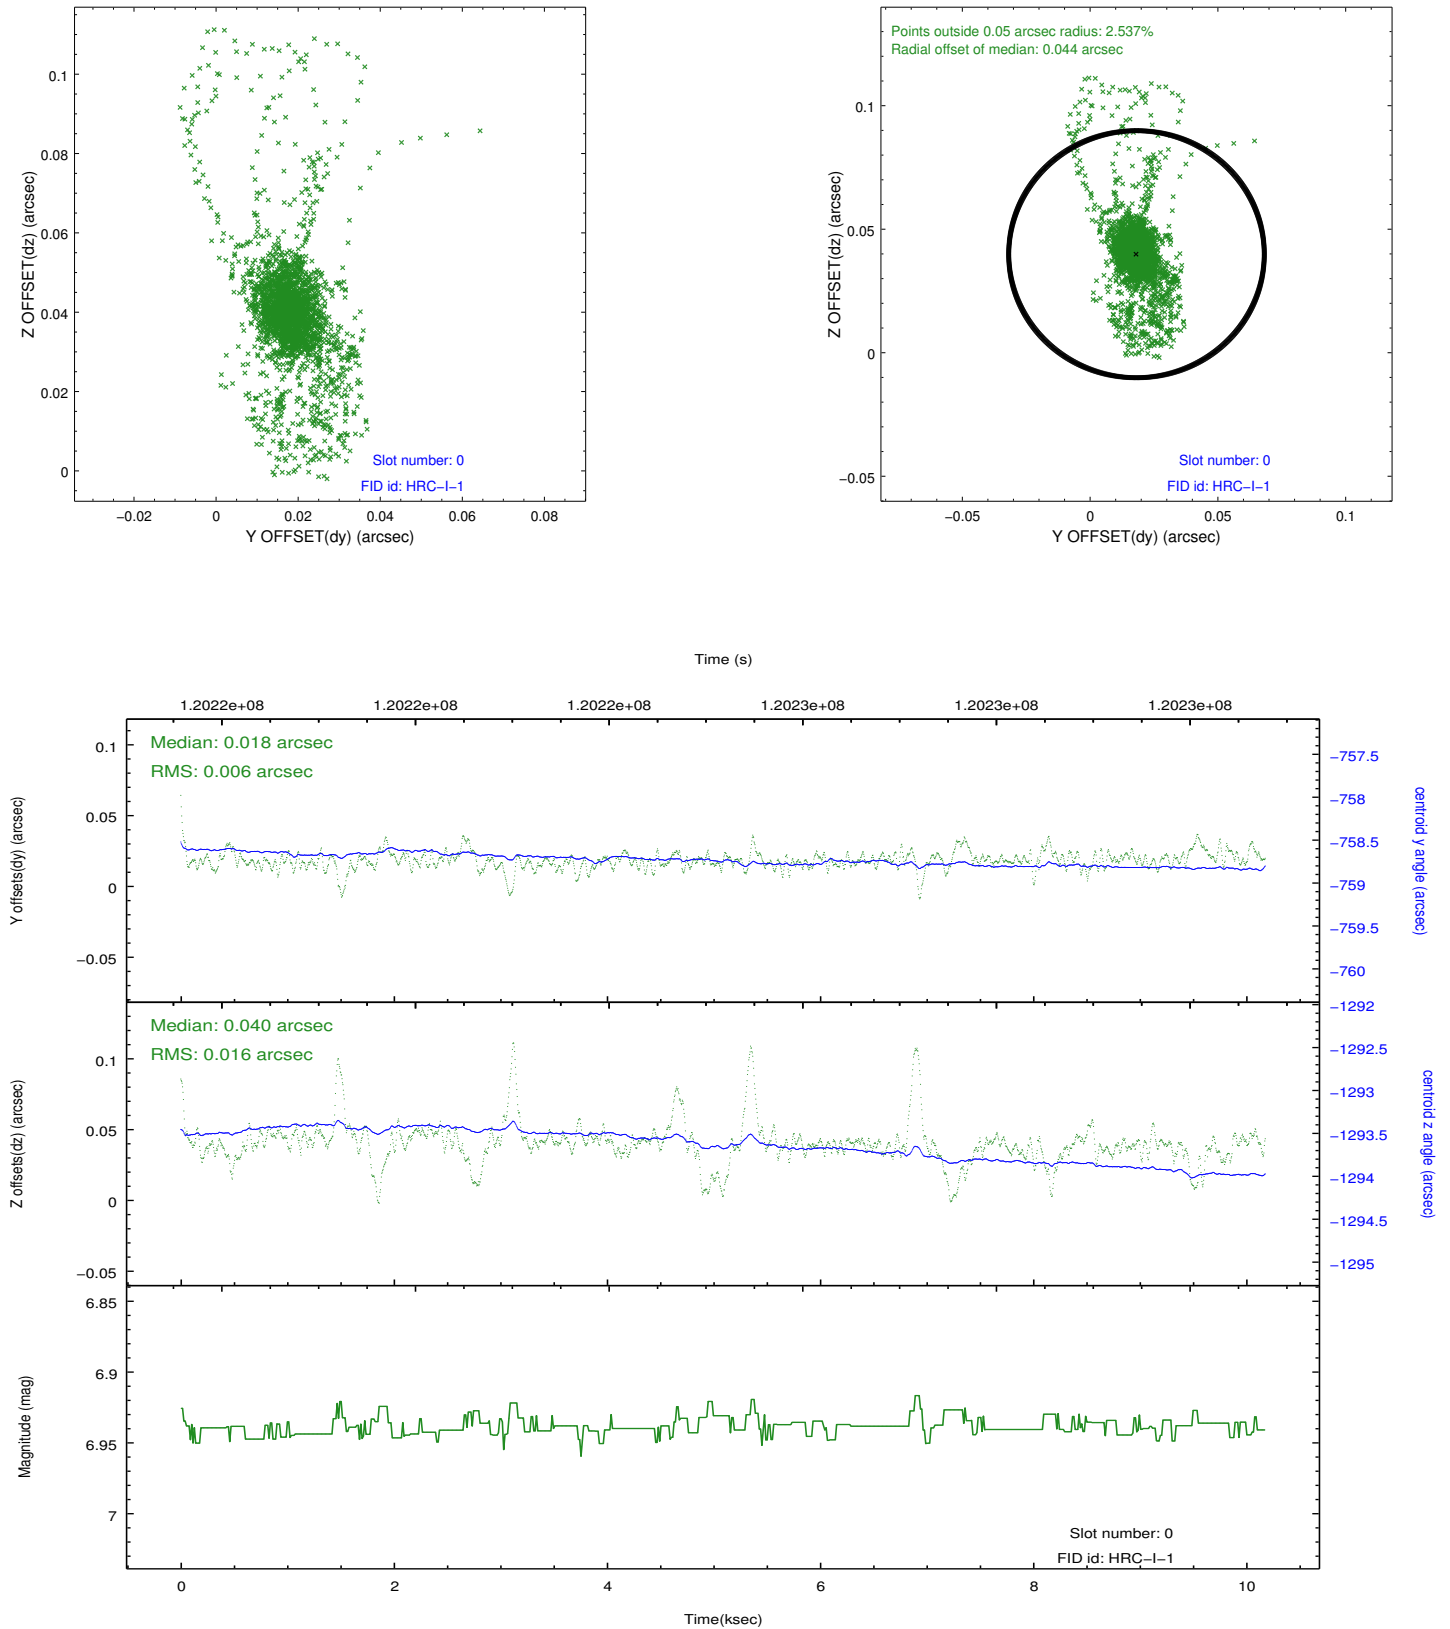 0.1
0.08
0.06
0.04
0.02
0
Z OFFSET(dz) (arcsec)
Slot number: 0
FID id: HRC−I−1
−0.02 0 0.02 0.04 0.06 0.08
Y OFFSET(dy) (arcsec)
Points outside 0.05 arcsec radius: 2.537%
Radial offset of median: 0.044 arcsec
0.1
0.05
0
−0.05
Z OFFSET(dz) (arcsec)
Slot number: 0
FID id: HRC−I−1
−0.05 0 0.05 0.1
Y OFFSET(dy) (arcsec)
Time (s)
1.2022e+08 1.2022e+08 1.2022e+08 1.2023e+08 1.2023e+08 1.2023e+08
Median: 0.018 arcsec
RMS: 0.006 arcsec
0.1
0.05
0
−0.05
Y offsets(dy) (arcsec)
−757.5
−758
−758.5
−759
−759.5
−760
centroid y angle (arcsec)
Median: 0.040 arcsec
RMS: 0.016 arcsec
0.1
0.05
0
−0.05
Z offsets(dz) (arcsec)
−1292
−1292.5
−1293
−1293.5
−1294
−1294.5
−1295
centroid z angle (arcsec)
6.85
6.9
6.95
7
Magnitude (mag)
Slot number: 0
FID id: HRC−I−1
0 2 4 6 8 10
Time(ksec)